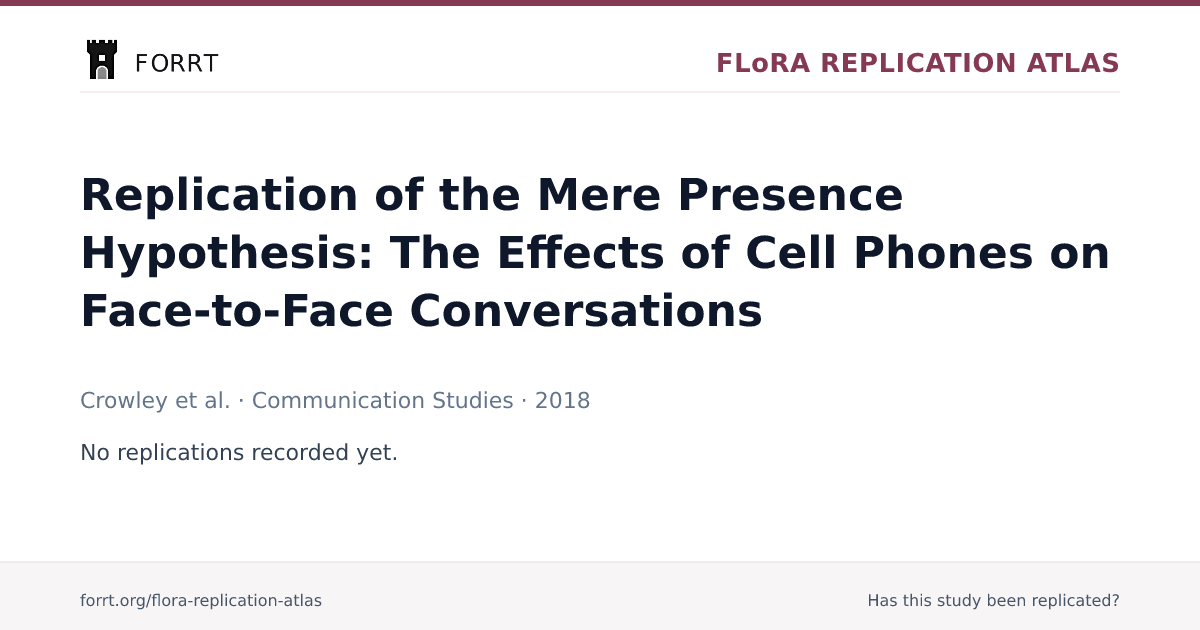 FORRT
FLoRA REPLICATION ATLAS
Replication of the Mere Presence
Hypothesis: The Effects of Cell Phones on
Face-to-Face Conversations
Crowley et al. · Communication Studies · 2018
No replications recorded yet.
forrt.org/flora-replication-atlas
Has this study been replicated?